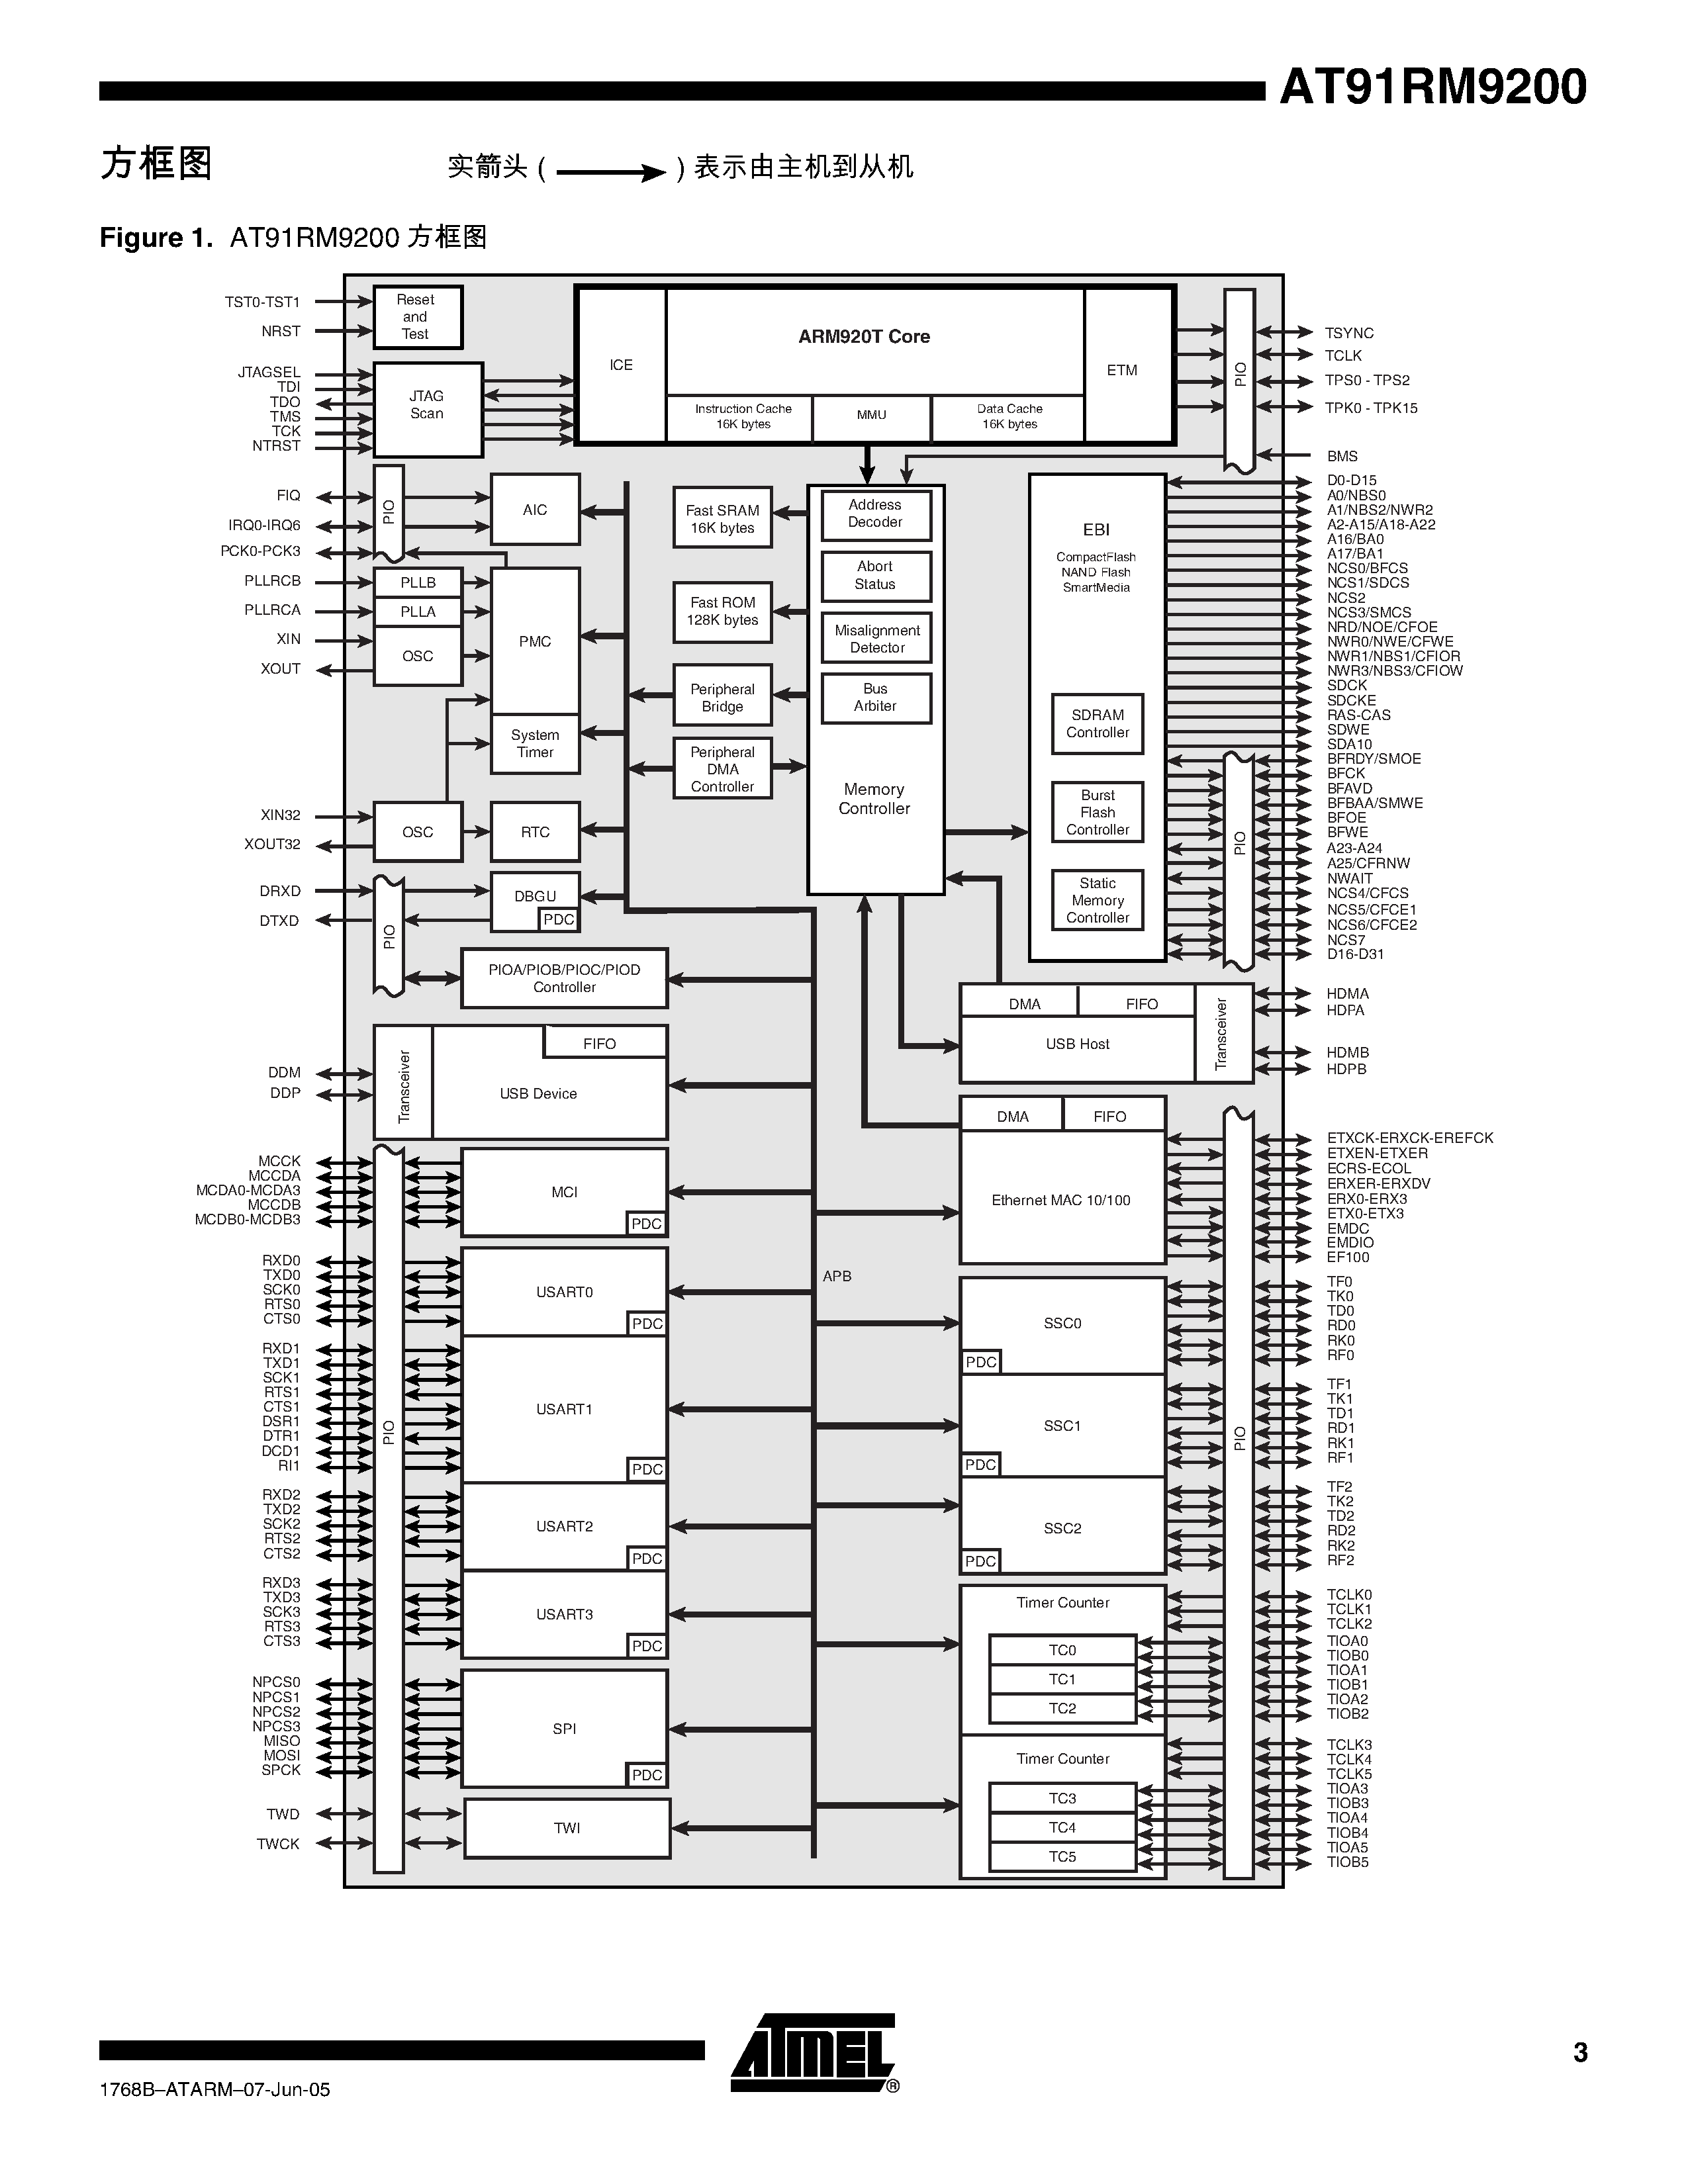 AT91RM9200
方框图
实箭头 ( ) 表示由主机到从机
Figure 1. AT91RM9200 方框图
TST0-TST1
NRST
Reset
and
Test
JTAGSEL
TDI
TDO
TMS
TCK
NTRST
JTAG
Scan
ICE
ARM920T Core
Instruction Cache
16K bytes
MMU
Data Cache
16K bytes
ETM
PIO
TSYNC
TCLK
TPS0 - TPS2
TPK0 - TPK15
BMS
FIQ
IRQ0-IRQ6
PCK0-PCK3
PIO
AIC
PLLRCB
PLLRCA
XIN
XOUT
PLLB
PLLA
OSC
PMC
System
Timer
XIN32
XOUT32
OSC
RTC
DRXD
DTXD
PIO
DBGU
PDC
PIOA/PIOB/PIOC/PIOD
Controller
Fast SRAM
16K bytes
Fast ROM
128K bytes
Peripheral
Bridge
Peripheral
DMA
Controller
Address
Decoder
Abort
Status
Misalignment
Detector
Bus
Arbiter
Memory
Controller
EBI
CompactFlash
NAND Flash
SmartMedia
SDRAM
Controller
Burst
Flash
Controller
Static
Memory
Controller
PIO
D0-D15
A0/NBS0
A1/NBS2/NWR2
A2-A15/A18-A22
A16/BA0
A17/BA1
NCS0/BFCS
NCS1/SDCS
NCS2
NCS3/SMCS
NRD/NOE/CFOE
NWR0/NWE/CFWE
NWR1/NBS1/CFIOR
NWR3/NBS3/CFIOW
SDCK
SDCKE
RAS-CAS
SDWE
SDA10
BFRDY/SMOE
BFCK
BFAVD
BFBAA/SMWE
BFOE
BFWE
A23-A24
A25/CFRNW
NWAIT
NCS4/CFCS
NCS5/CFCE1
NCS6/CFCE2
NCS7
D16-D31
DDM
DDP
Transceiver
FIFO
USB Device
DMA
FIFO
USB Host
Transceiver
HDMA
HDPA
HDMB
HDPB
MCCK
MCCDA
MCDA0-MCDA3
MCCDB
MCDB0-MCDB3
MCI
PDC
RXD0
TXD0
SCK0
RTS0
CTS0
USART0
PDC
RXD1
TXD1
SCK1
RTS1
CTS1
DSR1
DTR1
DCD1
RI1
PIO
USART1
PDC
RXD2
TXD2
SCK2
RTS2
CTS2
USART2
PDC
RXD3
TXD3
SCK3
RTS3
CTS3
USART3
PDC
NPCS0
NPCS1
NPCS2
NPCS3
MISO
MOSI
SPCK
SPI
PDC
TWD
TWCK
TWI
APB
DMA
FIFO
Ethernet MAC 10/100
ETXCK-ERXCK-EREFCK
ETXEN-ETXER
ECRS-ECOL
ERXER-ERXDV
ERX0-ERX3
ETX0-ETX3
EMDC
EMDIO
EF100
SSC0
PDC
TF0
TK0
TD0
RD0
RK0
RF0
SSC1
PDC
PIO
TF1
TK1
TD1
RD1
RK1
RF1
SSC2
PDC
TF2
TK2
TD2
RD2
RK2
RF2
Timer Counter
TC0
TC1
TC2
TCLK0
TCLK1
TCLK2
TIOA0
TIOB0
TIOA1
TIOB1
TIOA2
TIOB2
Timer Counter
TC3
TC4
TC5
TCLK3
TCLK4
TCLK5
TIOA3
TIOB3
TIOA4
TIOB4
TIOA5
TIOB5
ATMEL
®
3
1768B–ATARM–07-Jun-05